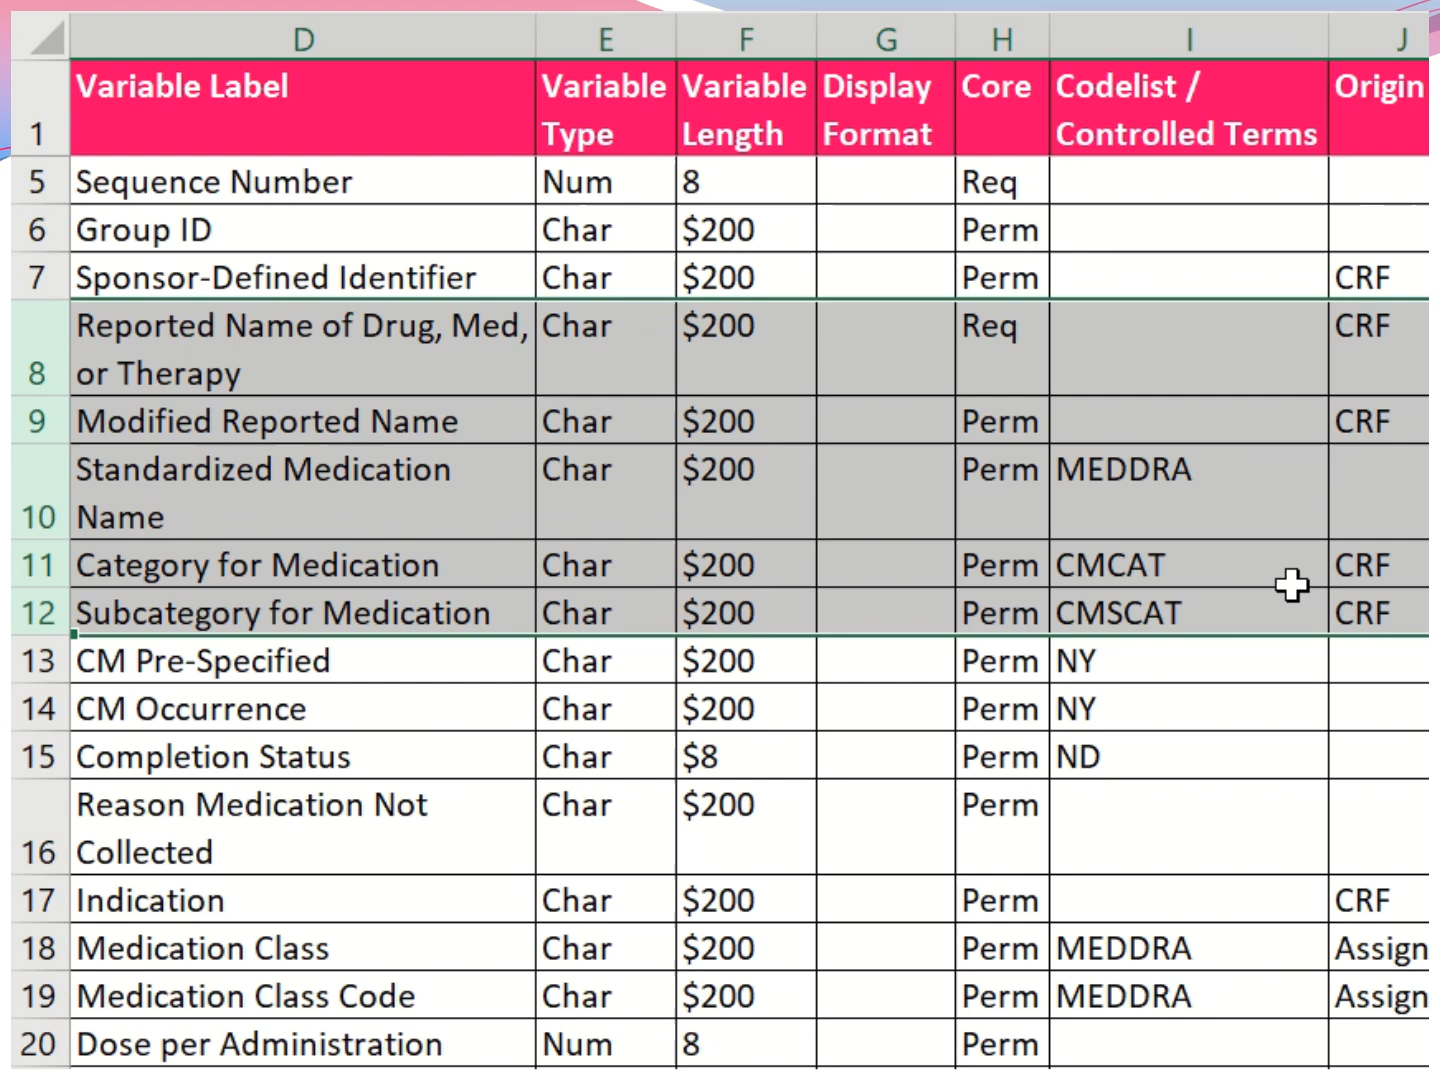 D E F G H I J
1 Variable Label Variable Type Variable Length Display Format Core Codelist / Controlled Terms Origin
5 Sequence Number Num 8 Req
6 Group ID Char $200 Perm
7 Sponsor-Defined Identifier Char $200 Perm CRF
8 Reported Name of Drug, Med, or Therapy Char $200 Req CRF
9 Modified Reported Name Char $200 Perm CRF
10 Standardized Medication Name Char $200 Perm MEDDRA
11 Category for Medication Char $200 Perm CMCAT CRF
12 Subcategory for Medication Char $200 Perm CMSCAT CRF
13 CM Pre-Specified Char $200 Perm NY
14 CM Occurrence Char $200 Perm NY
15 Completion Status Char $8 Perm ND
16 Reason Medication Not Collected Char $200 Perm
17 Indication Char $200 Perm CRF
18 Medication Class Char $200 Perm MEDDRA Assign
19 Medication Class Code Char $200 Perm MEDDRA Assign
20 Dose per Administration Num 8 Perm